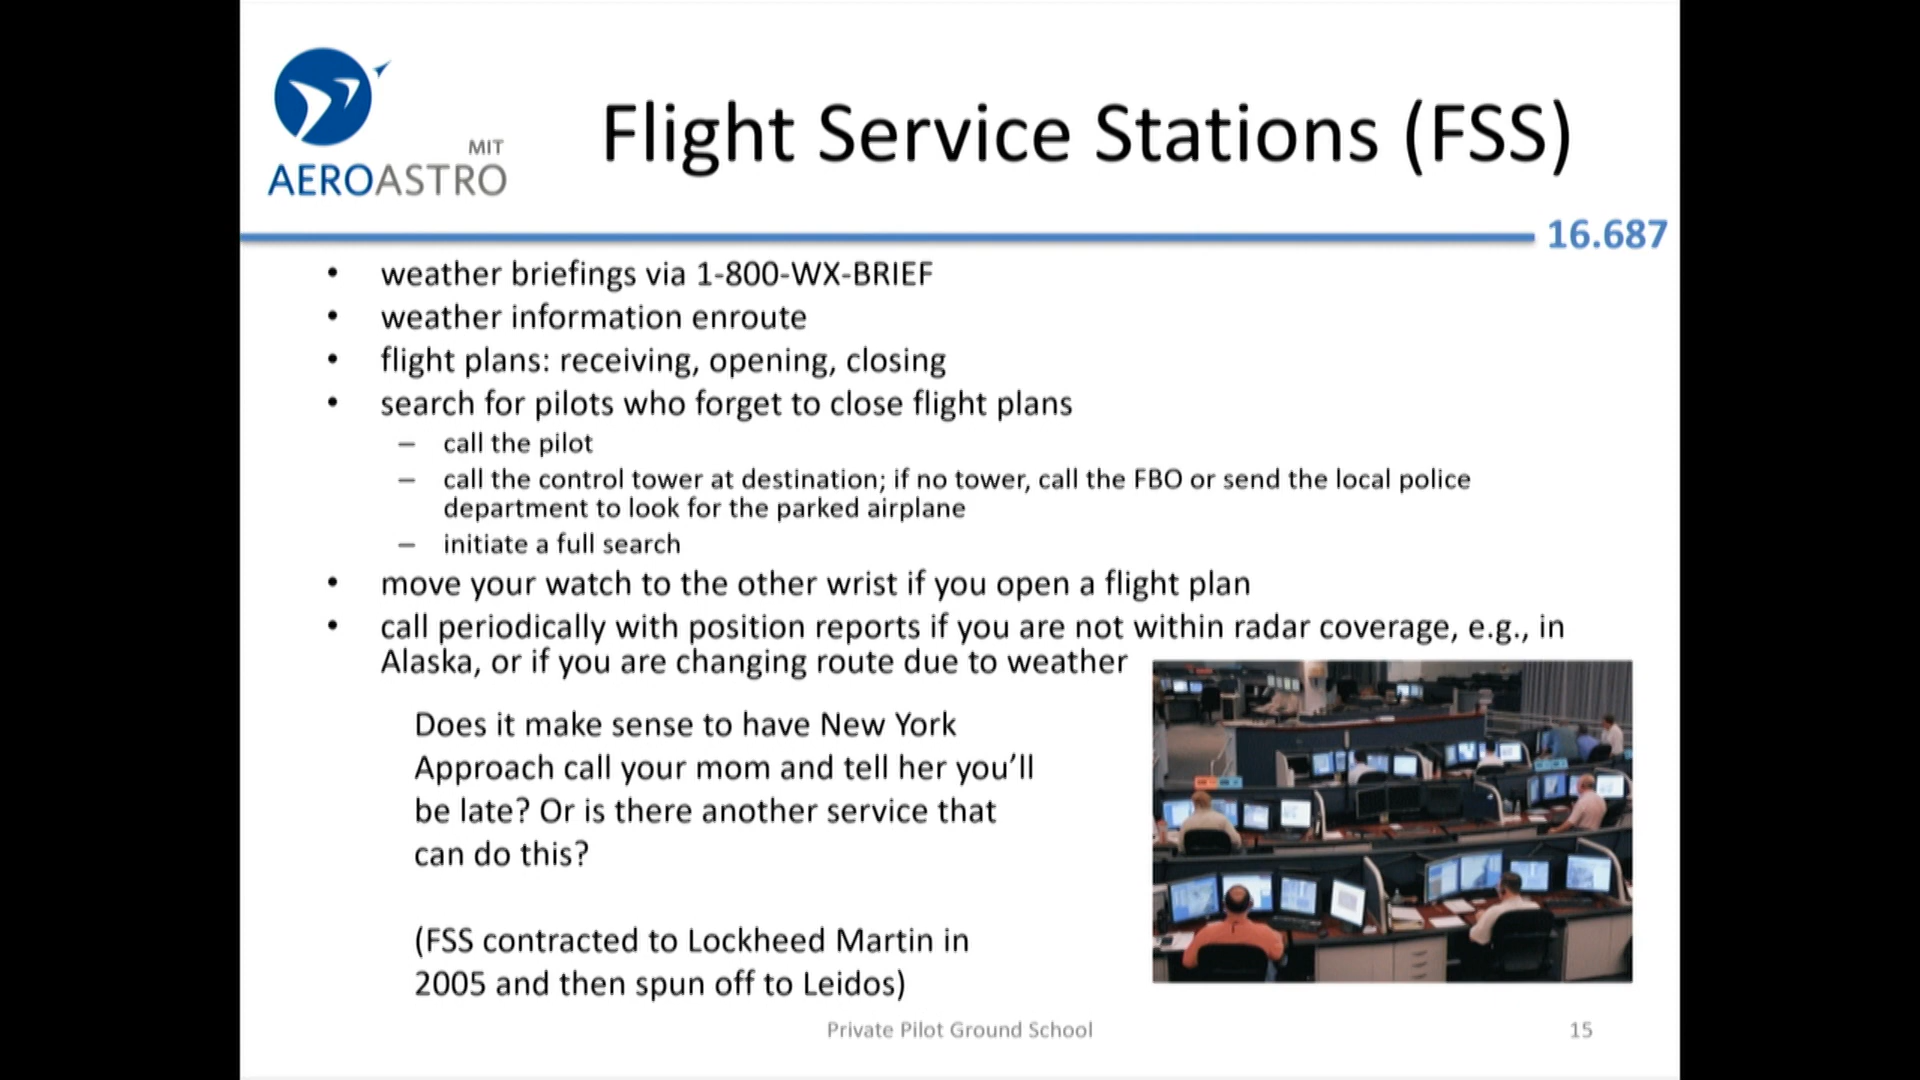 MIT
AEROASTRO
Flight Service Stations (FSS)
16.687
• weather briefings via 1-800-WX-BRIEF
• weather information enroute
• flight plans: receiving, opening, closing
• search for pilots who forget to close flight plans
– call the pilot
– call the control tower at destination; if no tower, call the FBO or send the local police
department to look for the parked airplane
– initiate a full search
• move your watch to the other wrist if you open a flight plan
• call periodically with position reports if you are not within radar coverage, e.g., in
Alaska, or if you are changing route due to weather
Does it make sense to have New York
Approach call your mom and tell her you’ll
be late? Or is there another service that
can do this?
(FSS contracted to Lockheed Martin in
2005 and then spun off to Leidos)
Private Pilot Ground School
15